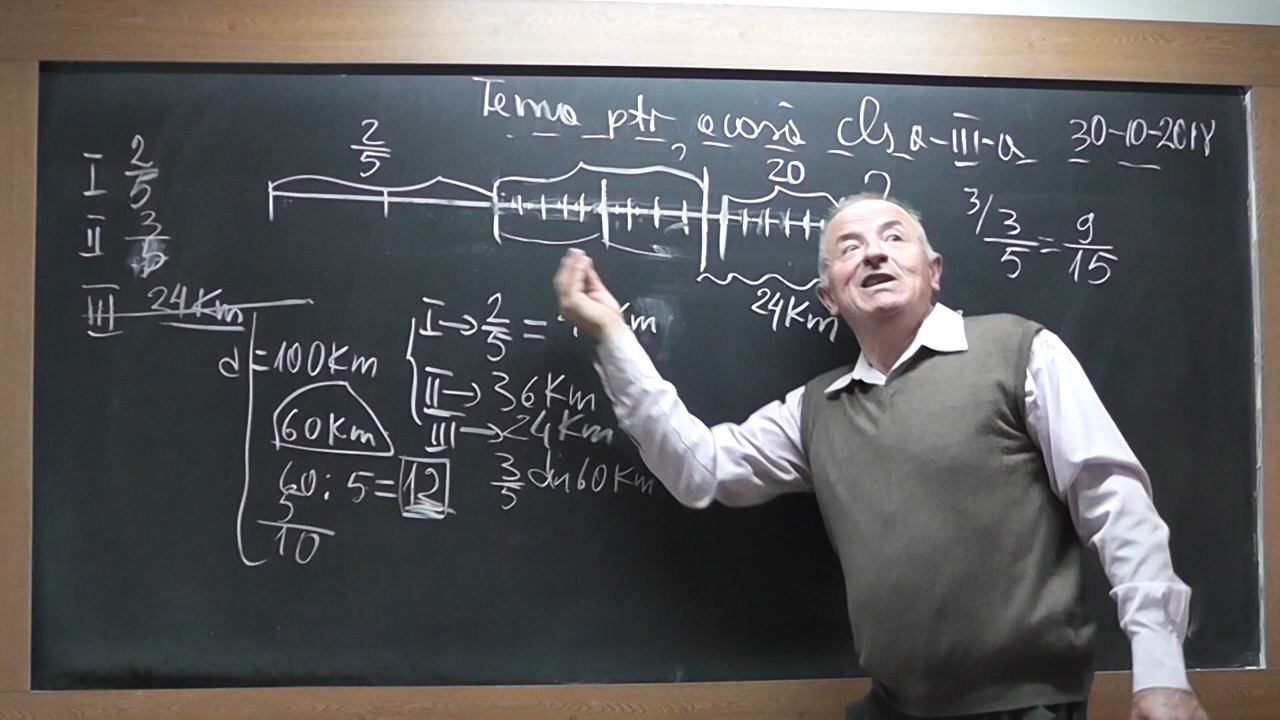 Tema ptr, acasă cls a-III-a 30-10-2018
I 2/5
II 3/5
III 24Km
2/5
?
20
?
24Km
3/ 3/5 = 9/15
d=100Km
60Km
60:5=12
5
10
I→2/5= Km
II→36Km
III→24Km
3/5 din 60Km